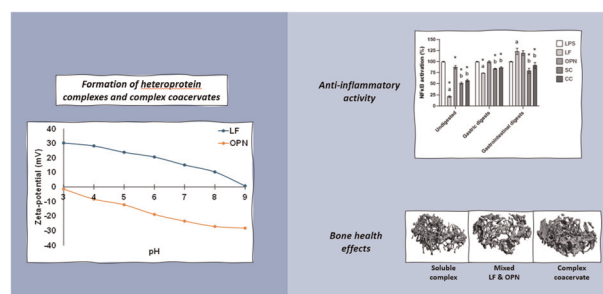 Formation of heteroprotein
complexes and complex coacervates
LF
OPN
Zeta-potential (mV)
40
30
20
10
0
-10
-20
-30
-40
3
4
5
6
7
8
9
pH
Anti-inflammatory
activity
NFκB activation (%)
150
125
100
75
50
25
0
LPS
LF
OPN
SC
CC
Undigested
Gastric digests
Gastrointestinal digests
Bone health
effects
Soluble
complex
Mixed
LF & OPN
Complex
coacervate